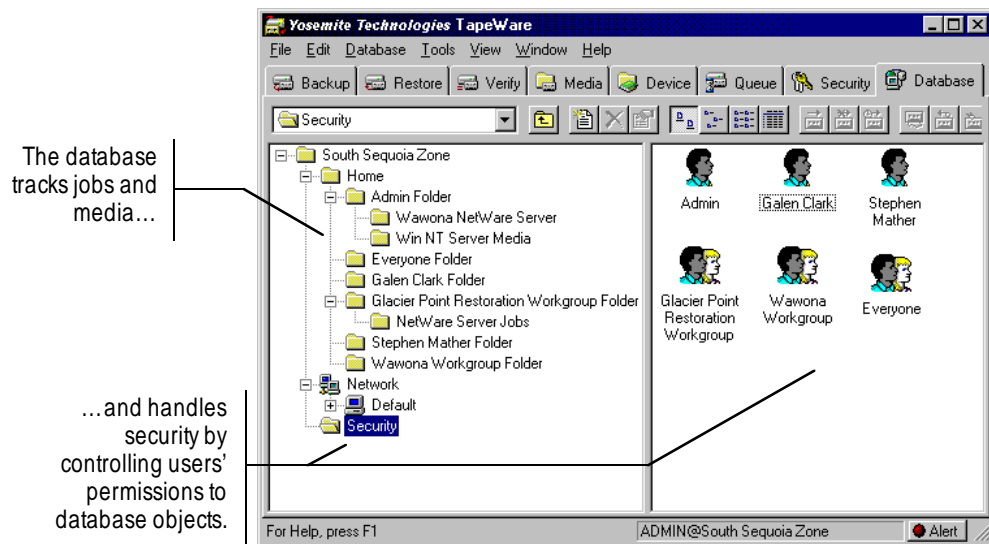 Yosemite Technologies TapeWare
File Edit Database Tools View Window Help
Backup Restore Verify Media Device Queue Security Database
Security
The database
tracks jobs and
media…
…and handles
security by
controlling users’
permissions to
database objects.
South Sequoia Zone
Home
Admin Folder
Wawona NetWare Server
Win NT Server Media
Everyone Folder
Galen Clark Folder
Glacier Point Restoration Workgroup Folder
NetWare Server Jobs
Stephen Mather Folder
Wawona Workgroup Folder
Network
Default
Security
Admin
Galen Clark
Stephen
Mather
Glacier Point
Restoration
Workgroup
Wawona
Workgroup
Everyone
For Help, press F1
ADMIN@South Sequoia Zone
Alert